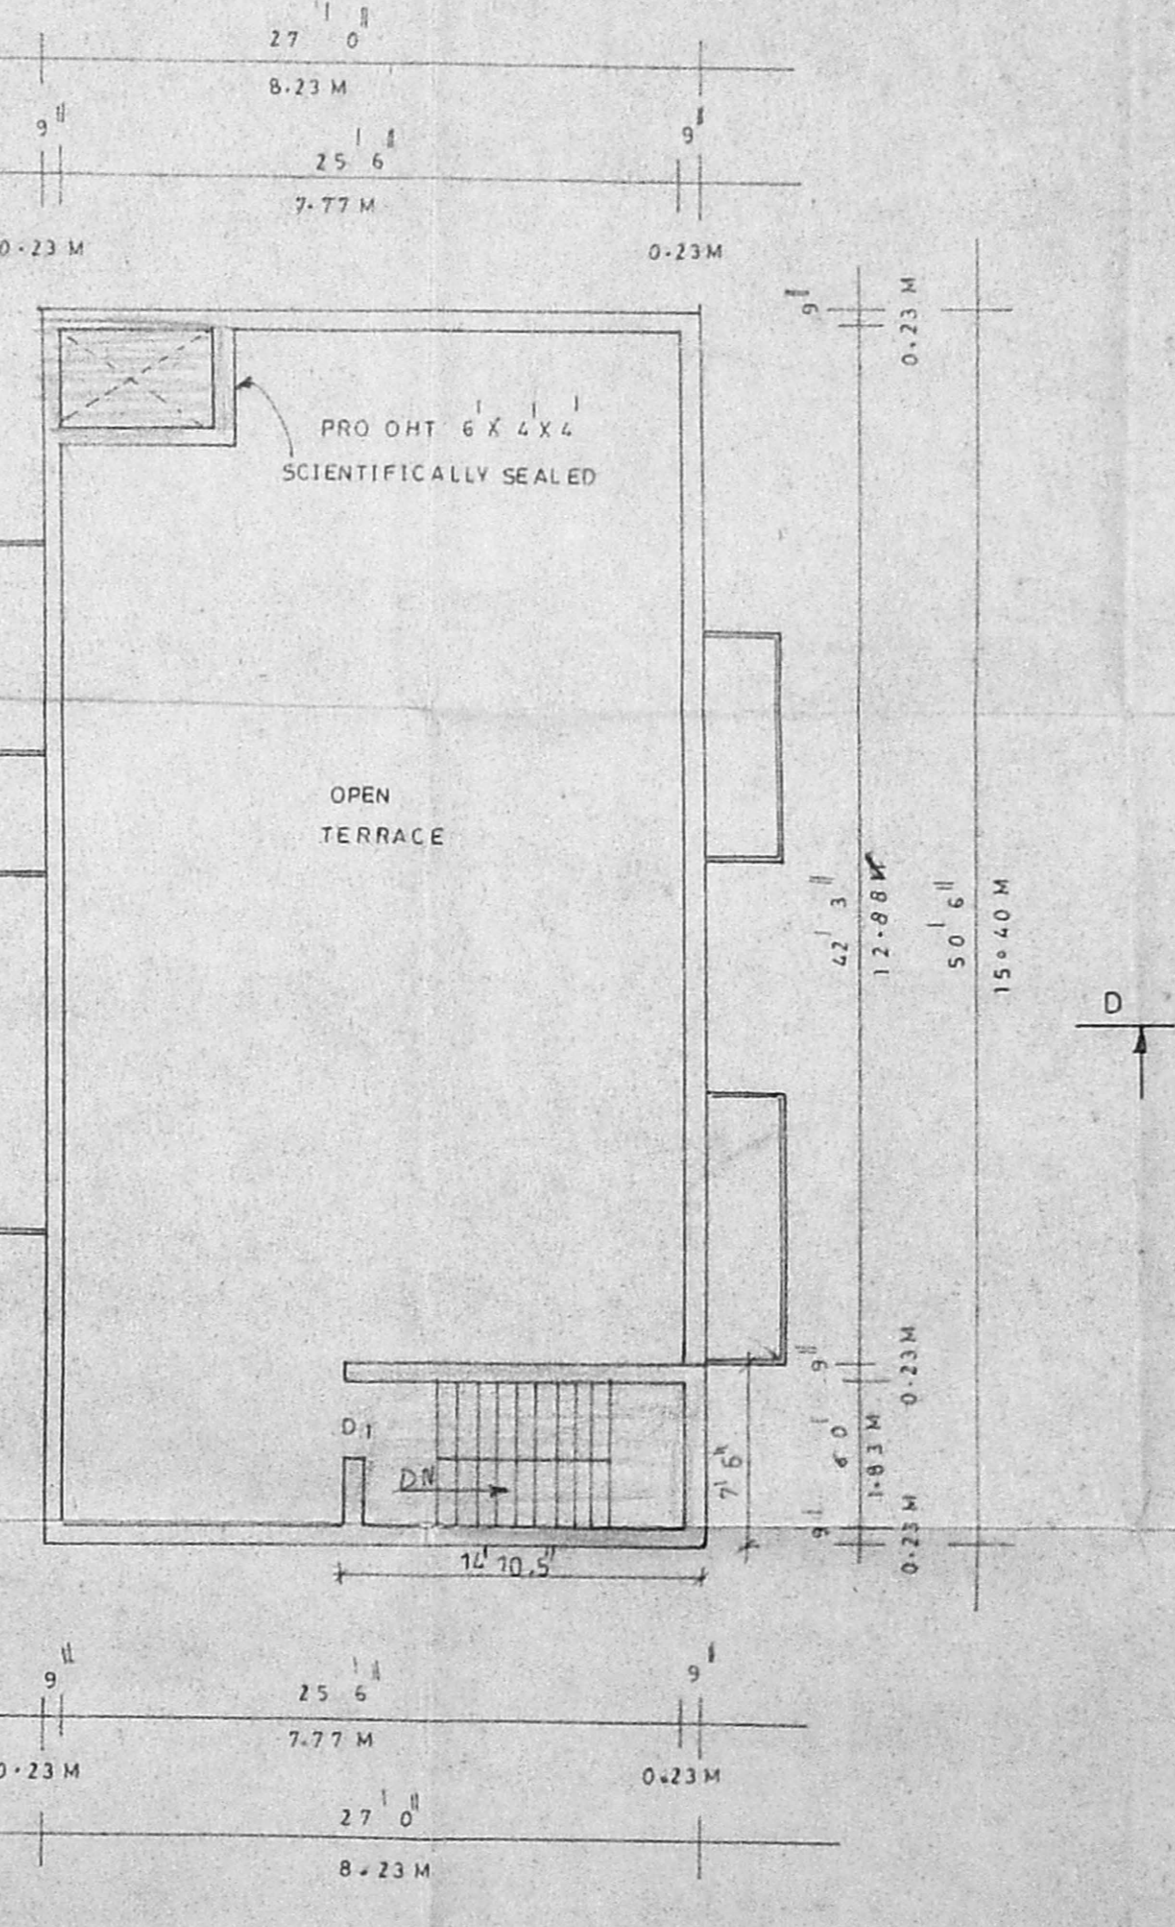 27' 0"
8.23 M
9"
9"
25' 6"
7.77 M
0.23 M
0.23 M
9"
0.23 M
PRO OHT 6' X 4' X 4'
SCIENTIFICALLY SEALED
OPEN
TERRACE
42' 3"
12.88 M
50' 6"
15.40 M
D
9"
0.23 M
D1
DN
7' 6"
6' 0"
1.83 M
9"
0.23 M
14' 10.5"
9"
9"
25' 6"
7.77 M
0.23 M
0.23 M
27' 0"
8.23 M